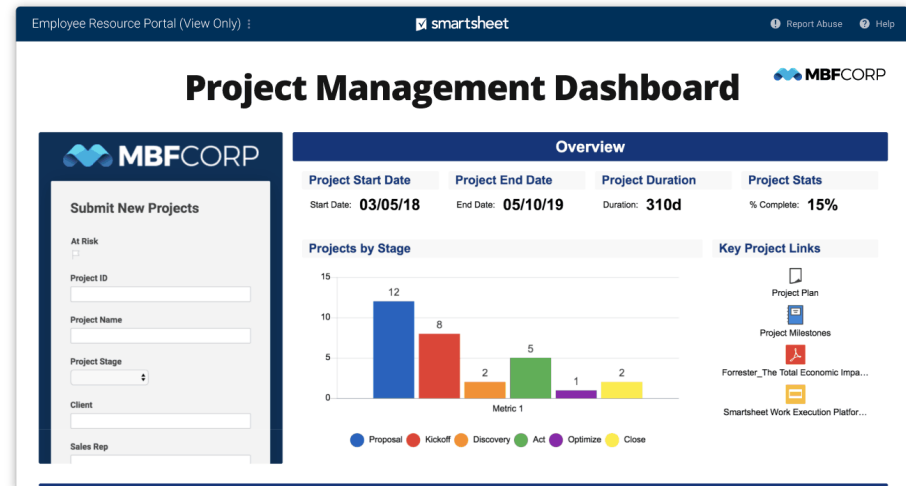 Employee Resource Portal (View Only)
smartsheet
Report Abuse
Help
Project Management Dashboard
MBFCORP
MBFCORP
Submit New Projects
At Risk
Project ID
Project Name
Project Stage
Client
Sales Rep
Overview
Project Start Date
Start Date: 03/05/18
Project End Date
End Date: 05/10/19
Project Duration
Duration: 310d
Project Stats
% Complete: 15%
Projects by Stage
15
10
5
0
12
8
2
5
1
2
Metric 1
Proposal Kickoff Discovery Act Optimize Close
Key Project Links
Project Plan
Project Milestones
Forrester_The Total Economic Impa...
Smartsheet Work Execution Platfor...